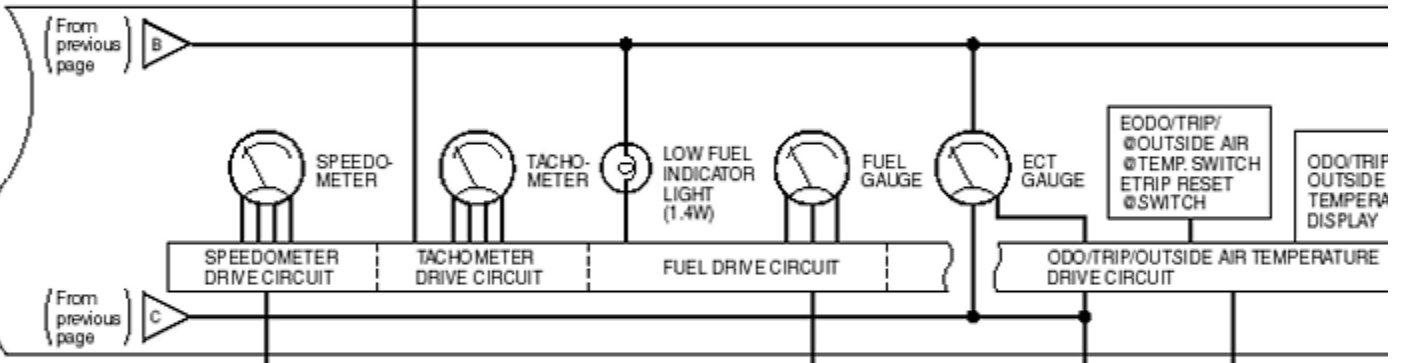 (From
previous
page)
B
SPEEDO-
METER
TACHO-
METER
LOW FUEL
INDICATOR
LIGHT
(1.4W)
FUEL
GAUGE
ECT
GAUGE
EODO/TRIP/
@OUTSIDE AIR
@TEMP. SWITCH
ETRIP RESET
@SWITCH
ODO/TRIP
OUTSIDE
TEMPERA
DISPLAY
SPEEDOMETER
DRIVE CIRCUIT
TACHOMETER
DRIVE CIRCUIT
FUEL DRIVE CIRCUIT
ODO/TRIP/OUTSIDE AIR TEMPERATURE
DRIVE CIRCUIT
(From
previous
page)
C